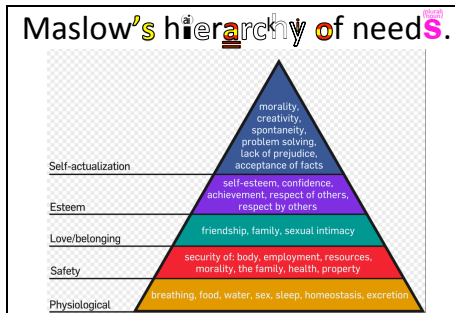 (plural noun)
Maslow's hierarchy of needs.
ai
morality,
creativity,
spontaneity,
problem solving,
lack of prejudice,
acceptance of facts
Self-actualization
self-esteem, confidence,
achievement, respect of others,
respect by others
Esteem
friendship, family, sexual intimacy
Love/belonging
security of: body, employment, resources,
morality, the family, health, property
Safety
breathing, food, water, sex, sleep, homeostasis, excretion
Physiological